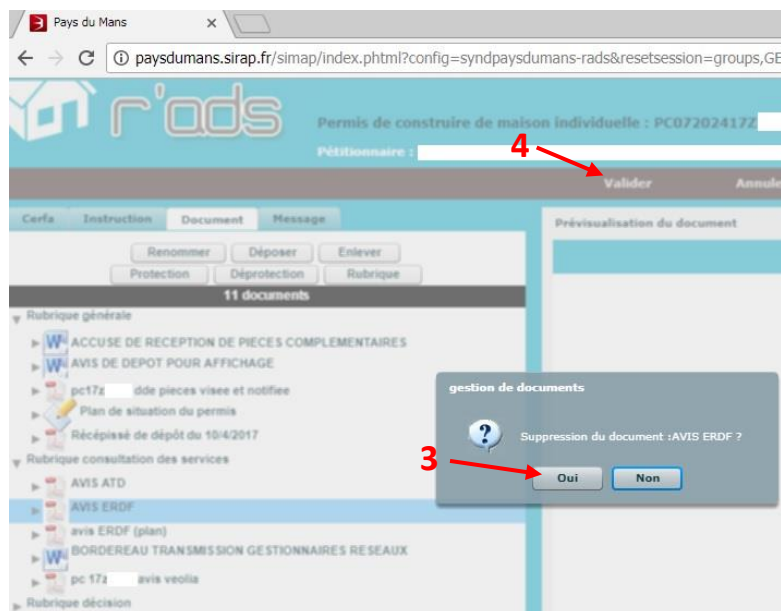 Pays du Mans
paysdumans.sirap.fr/simap/index.phtml?config=syndpaysdumans-rads&resetsession=groups,GE
r'ads
Permis de construire de maison individuelle : PC07202417Z
Pétitionnaire :
4
Valider Annule
Cerfa Instruction Document Message
Prévisualisation du document
Renommer Déposer Enlever
Protection Déprotection Rubrique
11 documents
Rubrique générale
ACCUSE DE RECEPTION DE PIECES COMPLEMENTAIRES
AVIS DE DEPOT POUR AFFICHAGE
pc17z dde pieces visee et notifiee
Plan de situation du permis
Récépissé de dépôt du 10/4/2017
Rubrique consultation des services
AVIS ATD
AVIS ERDF
avis ERDF (plan)
BORDEREAU TRANSMISSION GESTIONNAIRES RESEAUX
pc 17z avis veolia
Rubrique décision
gestion de documents
Suppression du document :AVIS ERDF ?
3
Oui Non